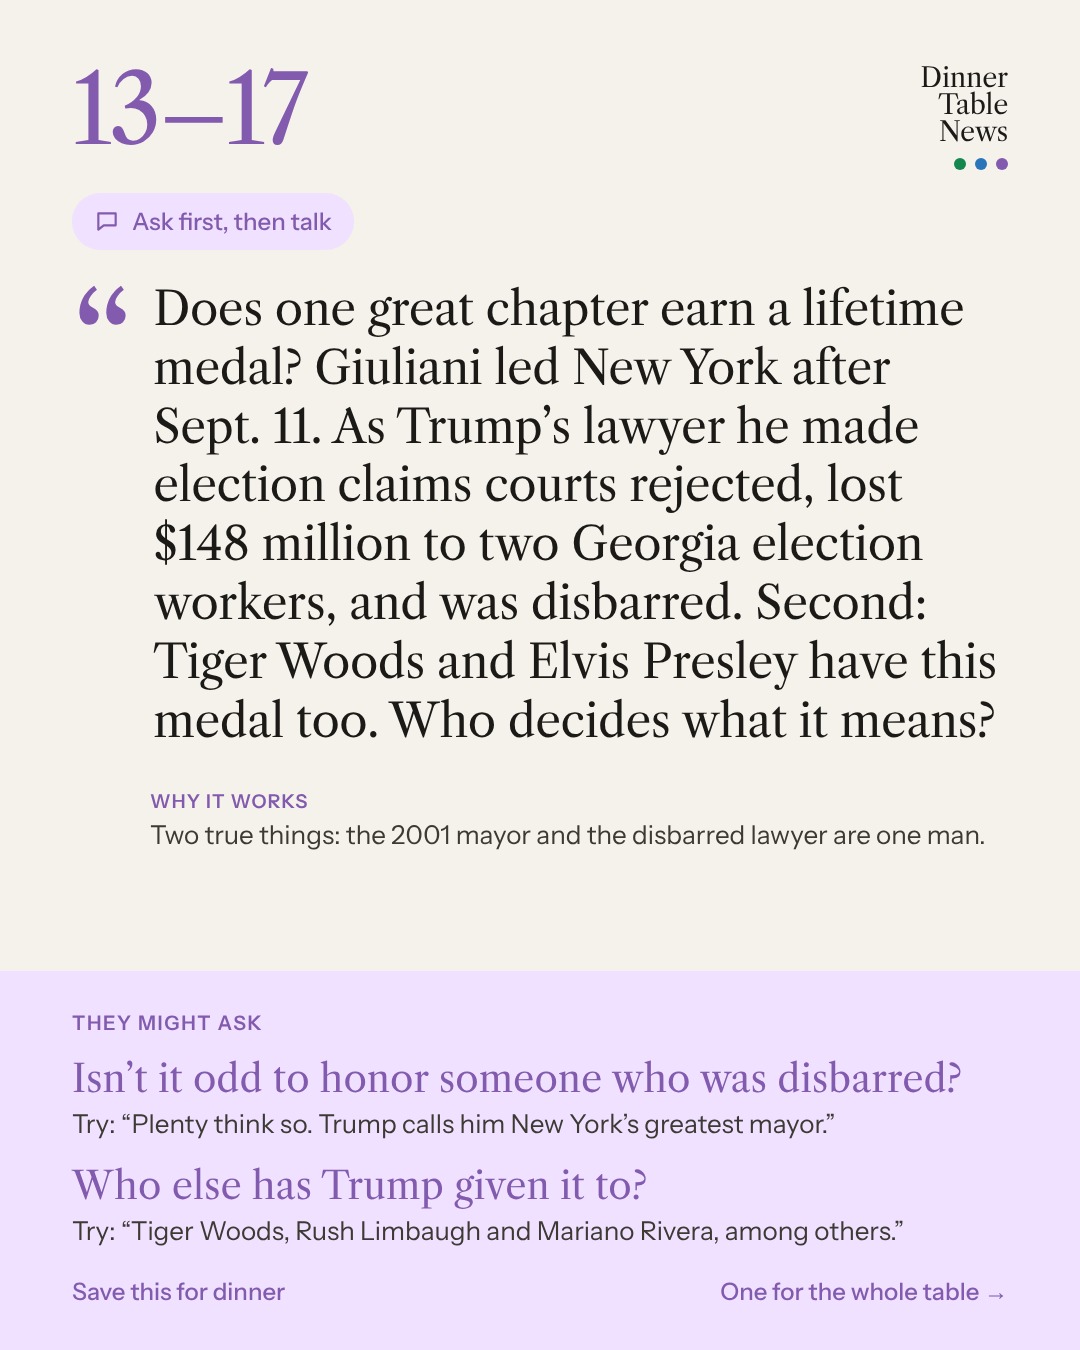 13–17
Dinner
Table
News
Ask first, then talk
“Does one great chapter earn a lifetime
medal? Giuliani led New York after
Sept. 11. As Trump’s lawyer he made
election claims courts rejected, lost
$148 million to two Georgia election
workers, and was disbarred. Second:
Tiger Woods and Elvis Presley have this
medal too. Who decides what it means?
WHY IT WORKS
Two true things: the 2001 mayor and the disbarred lawyer are one man.
THEY MIGHT ASK
Isn’t it odd to honor someone who was disbarred?
Try: “Plenty think so. Trump calls him New York’s greatest mayor.”
Who else has Trump given it to?
Try: “Tiger Woods, Rush Limbaugh and Mariano Rivera, among others.”
Save this for dinner
One for the whole table →